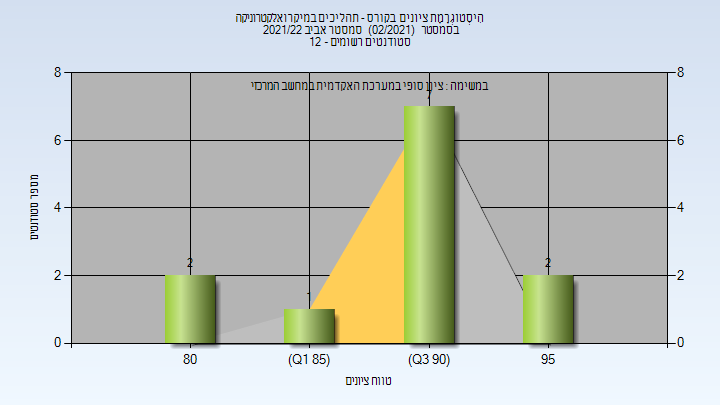 היסטוגרמת ציונים בקורס - תהליכים במיקרואלקטרוניקה
בסמסטר (02/2021) סמסטר אביב 2021/22
סטודנטים רשומים - 12
במשימה : ציון סופי במערכת האקדמית במחשב המרכזי
8
6
4
2
0
8
6
4
2
0
מספר סטודנטים
2
1
7
2
80
(Q1 85)
(Q3 90)
95
טווח ציונים